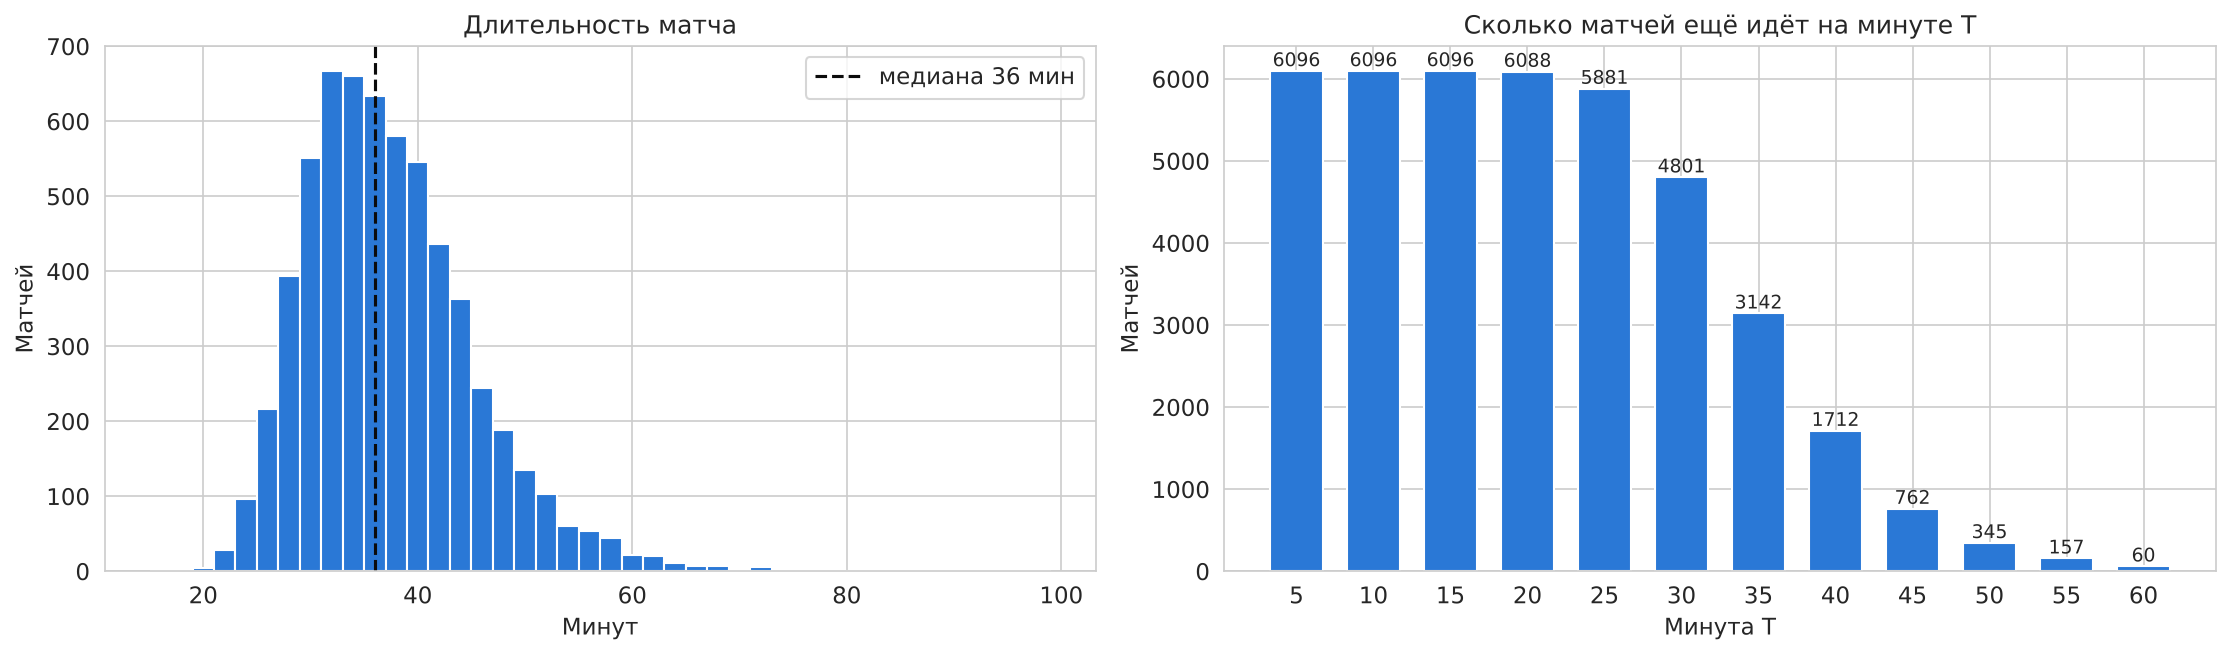 Длительность матча
700
600
500
400
300
200
100
0
Матчей
медиана 36 мин
20 40 60 80 100
Минут
Сколько матчей ещё идёт на минуте T
6000
5000
4000
3000
2000
1000
0
Матчей
6096 6096 6096 6088 5881 4801 3142 1712 762 345 157 60
5 10 15 20 25 30 35 40 45 50 55 60
Минута T